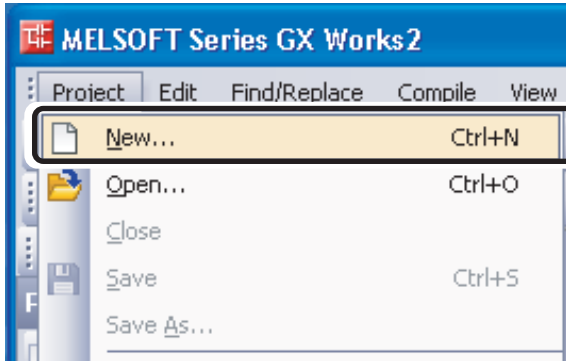 MELSOFT Series GX Works2
Project Edit Find/Replace Compile View
New... Ctrl+N
Open... Ctrl+O
Close
Save Ctrl+S
Save As...